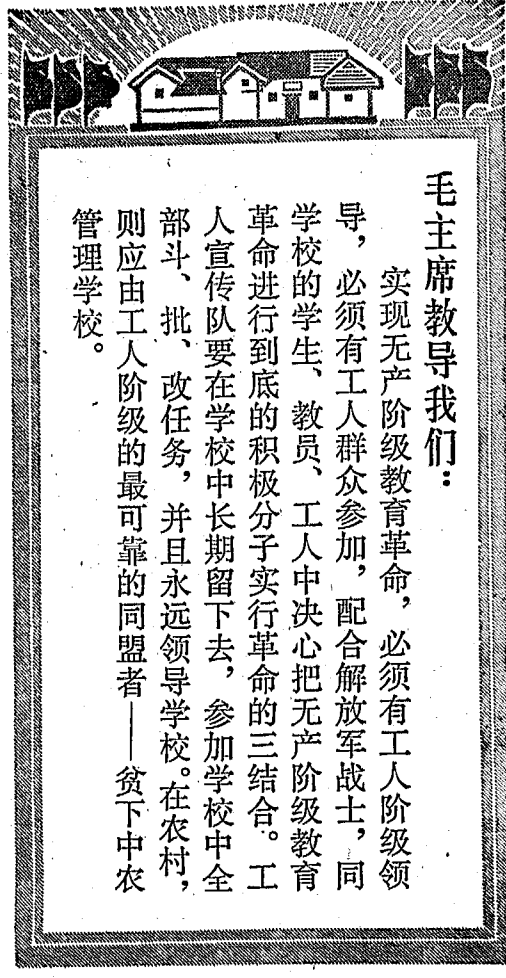 毛主席教导我们：
实现无产阶级教育革命，必须有工人阶级领
导，必须有工人群众参加，配合解放军战士，同
学校的学生、教员、工人中决心把无产阶级教育
革命进行到底的积极分子实行革命的三结合。工
人宣传队要在学校中长期留下去，参加学校中全
部斗、批、改任务，并且永远领导学校。在农村，
则应由工人阶级的最可靠的同盟者——贫下中农
管理学校。